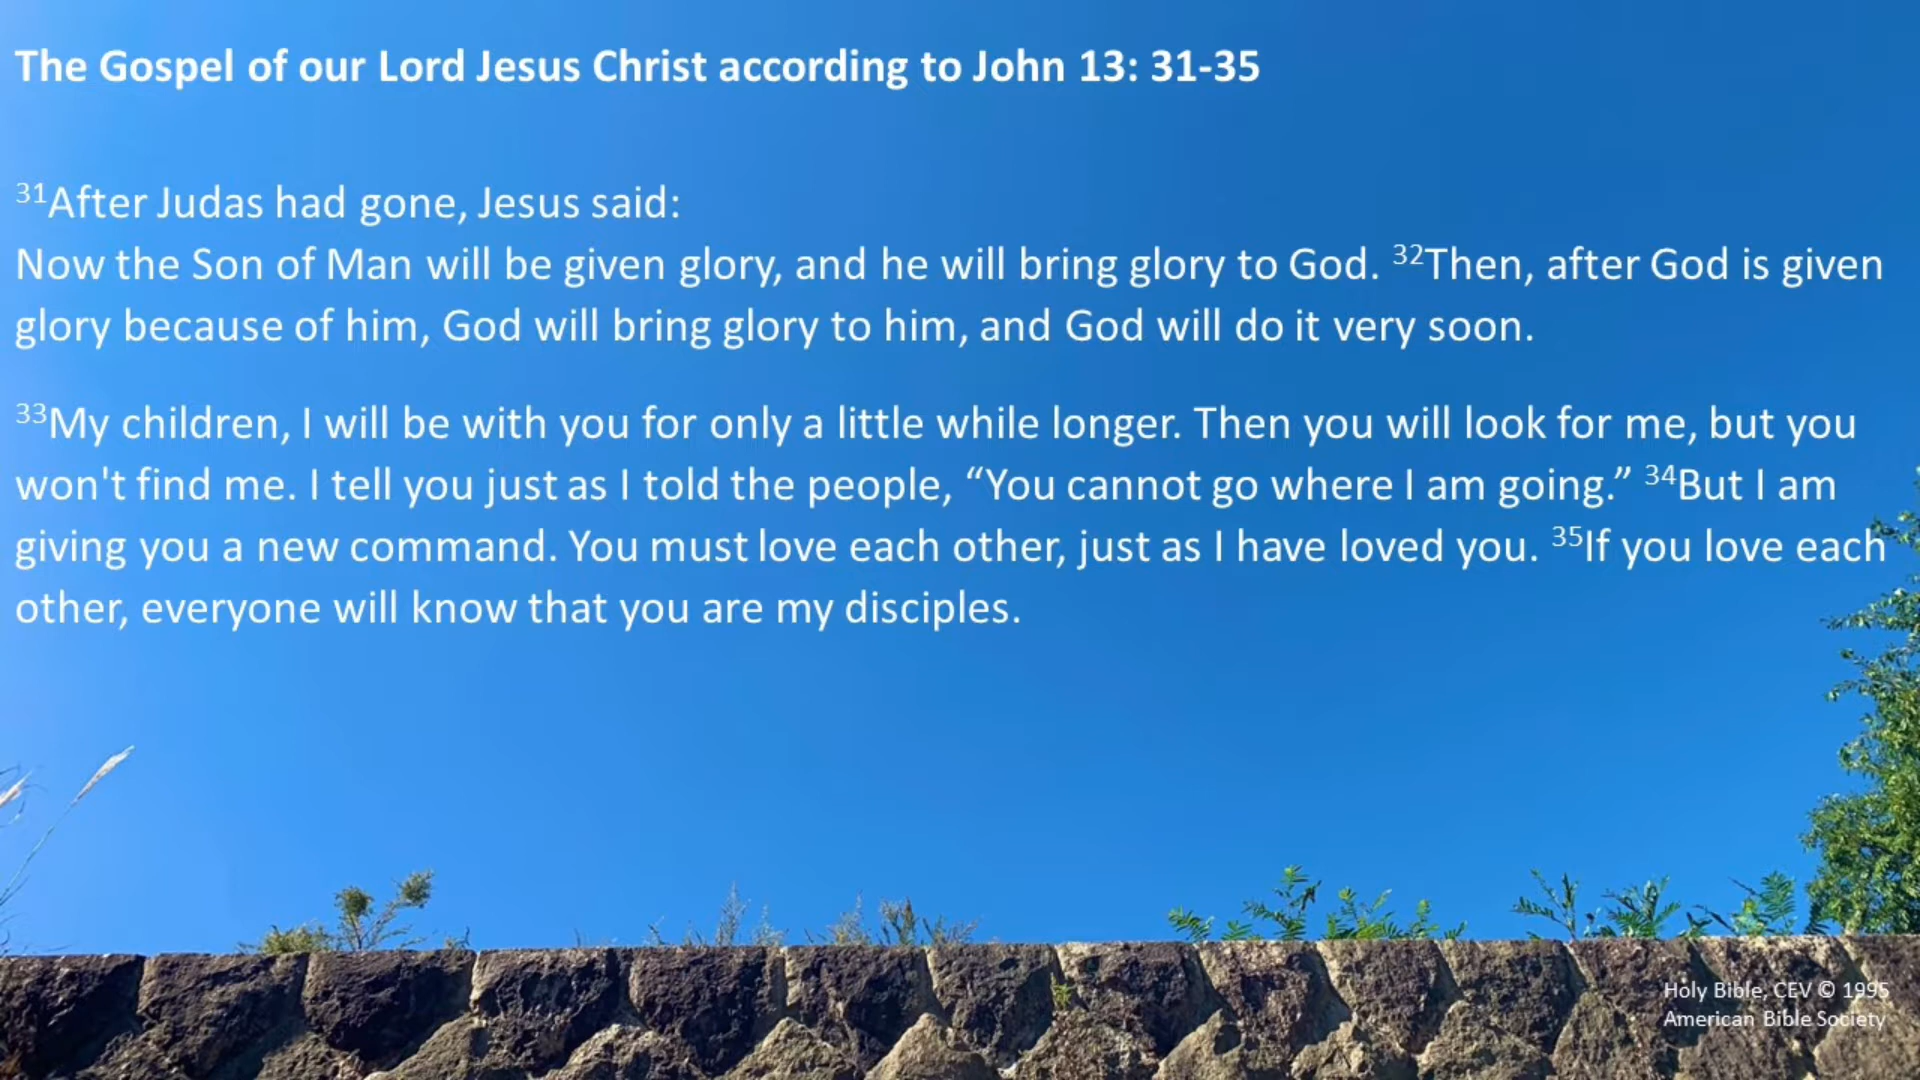 The Gospel of our Lord Jesus Christ according to John 13: 31-35
³¹After Judas had gone, Jesus said:
Now the Son of Man will be given glory, and he will bring glory to God. ³²Then, after God is given
glory because of him, God will bring glory to him, and God will do it very soon.
³³My children, I will be with you for only a little while longer. Then you will look for me, but you
won't find me. I tell you just as I told the people, “You cannot go where I am going.” ³⁴But I am
giving you a new command. You must love each other, just as I have loved you. ³⁵If you love each
other, everyone will know that you are my disciples.
Holy Bible, CEV © 1995
American Bible Society